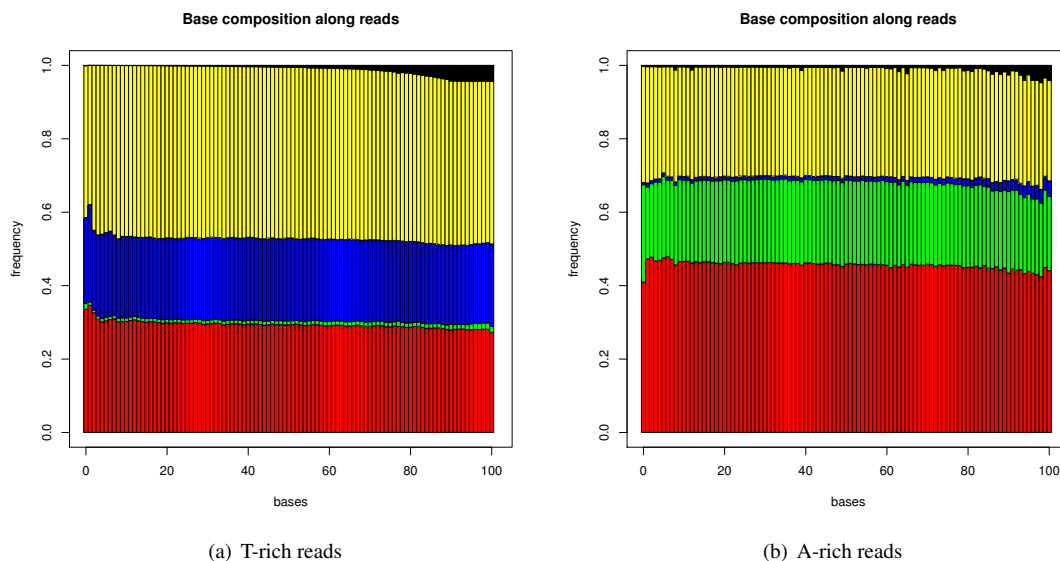 Base composition along reads
frequency
0.0 0.2 0.4 0.6 0.8 1.0
0 20 40 60 80 100
bases
(a) T-rich reads
Base composition along reads
frequency
0.0 0.2 0.4 0.6 0.8 1.0
0 20 40 60 80 100
bases
(b) A-rich reads